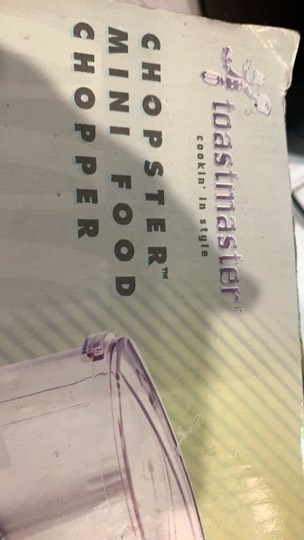 toastmaster
cookin' in style
CHOPSTER™
MINI FOOD
CHOPPER